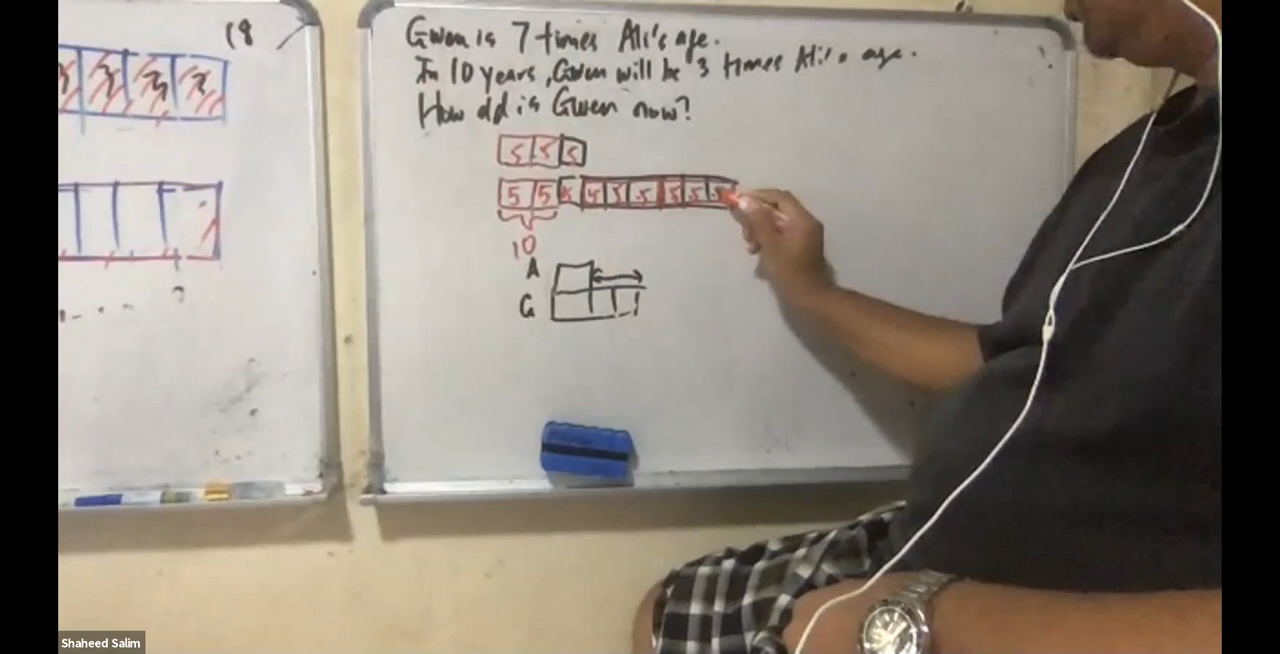 18
Gwen is 7 times Ali's age.
In 10 years, Gwen will be 3 times Ali's age.
How old is Gwen now?
5 5 5
5 5 5 5 5 5 5 5 5
10
A
G
Shaheed Salim